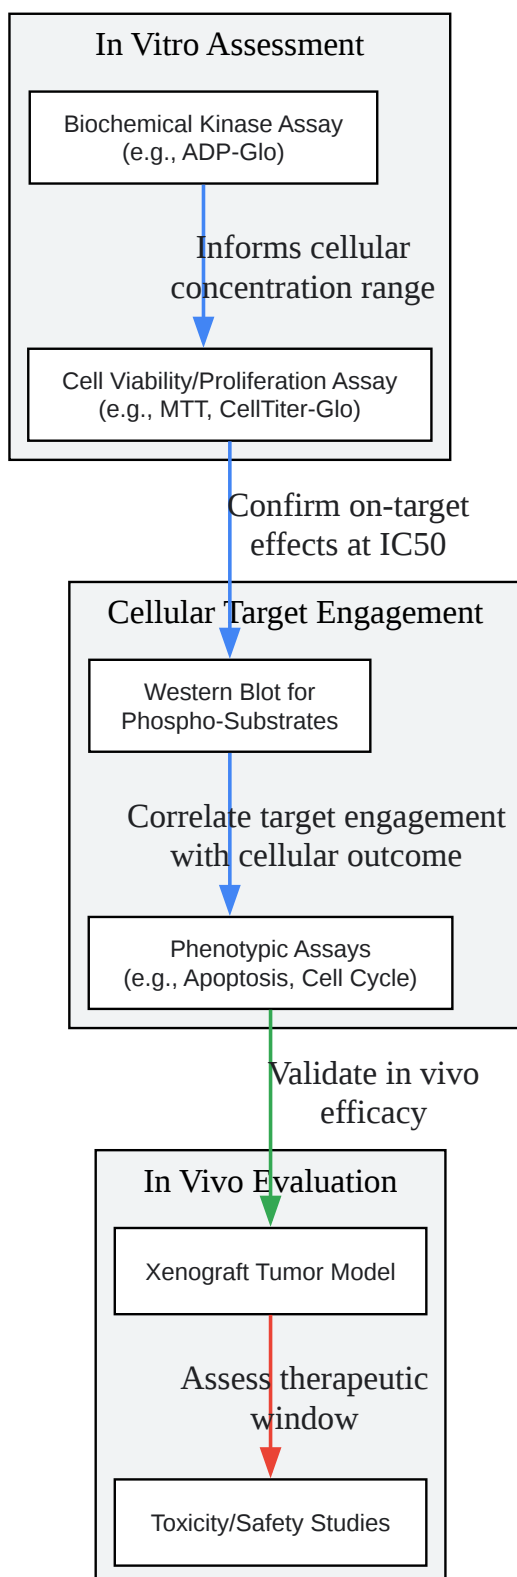 In Vitro Assessment
Biochemical Kinase Assay
(e.g., ADP-Glo)
Informs cellular
concentration range
Cell Viability/Proliferation Assay
(e.g., MTT, CellTiter-Glo)
Confirm on-target
effects at IC50
Cellular Target Engagement
Western Blot for
Phospho-Substrates
Correlate target engagement
with cellular outcome
Phenotypic Assays
(e.g., Apoptosis, Cell Cycle)
Validate in vivo
efficacy
In Vivo Evaluation
Xenograft Tumor Model
Assess therapeutic
window
Toxicity/Safety Studies